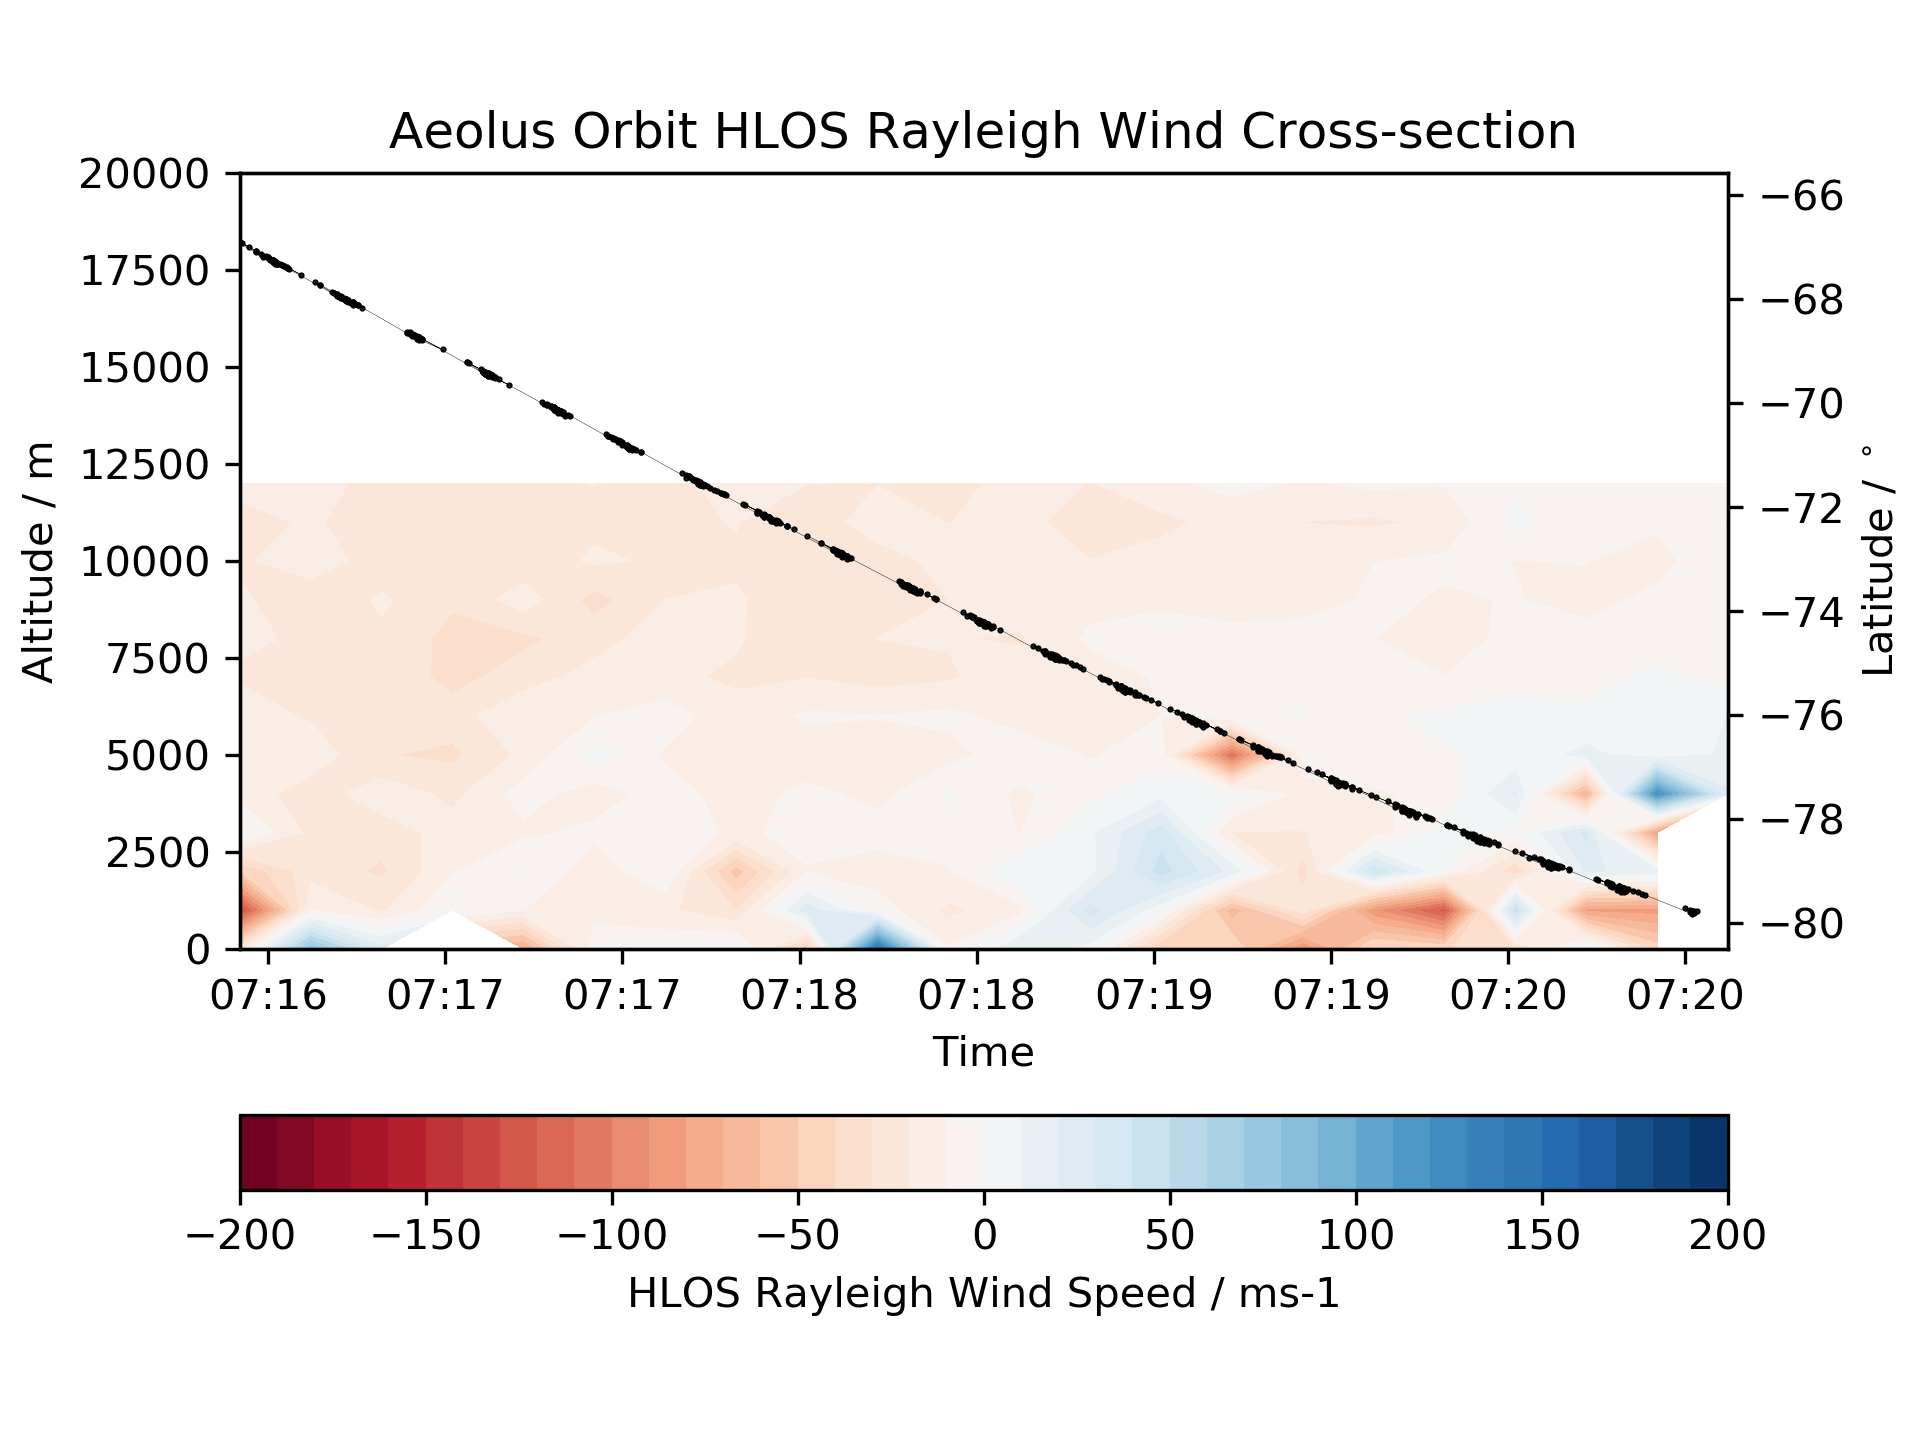 Aeolus Orbit HLOS Rayleigh Wind Cross-section
20000
17500
15000
12500
10000
7500
5000
2500
0
Altitude / m
−66
−68
−70
−72
−74
−76
−78
−80
Latitude / °
07:16 07:17 07:17 07:18 07:18 07:19 07:19 07:20 07:20
Time
−200 −150 −100 −50 0 50 100 150 200
HLOS Rayleigh Wind Speed / ms-1